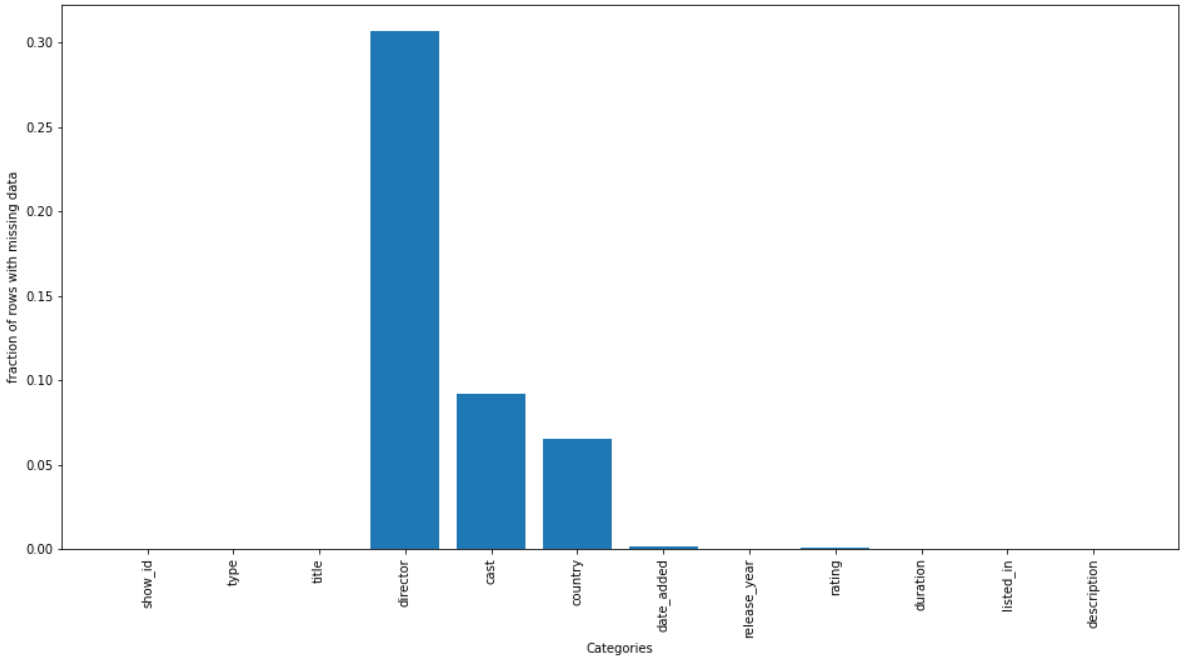 fraction of rows with missing data
0.30
0.25
0.20
0.15
0.10
0.05
0.00
show_id
type
title
director
cast
country
date_added
release_year
rating
duration
listed_in
description
Categories